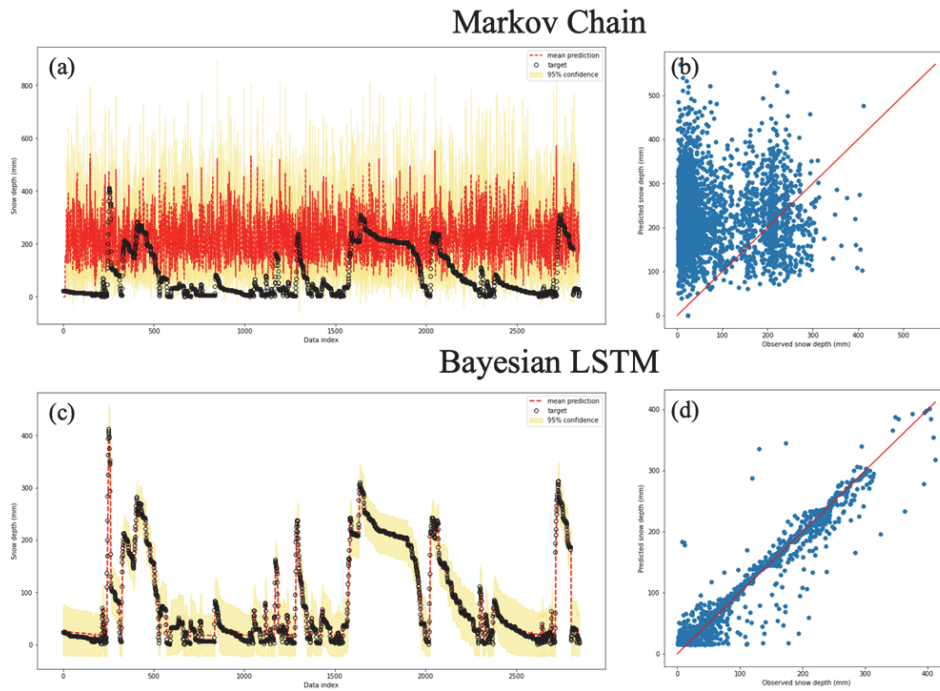 Markov Chain
(a)
mean prediction
target
95% confidence
Snow depth (mm)
800
600
400
200
0
0
500
1000
1500
2000
2500
Data index
(b)
Predicted snow depth (mm)
500
400
300
200
100
0
0
100
200
300
400
500
Observed snow depth (mm)
Bayesian LSTM
(c)
mean prediction
target
95% confidence
Snow depth (mm)
400
300
200
100
0
0
500
1000
1500
2000
2500
Data index
(d)
Predicted snow depth (mm)
400
300
200
100
0
0
100
200
300
400
Observed snow depth (mm)